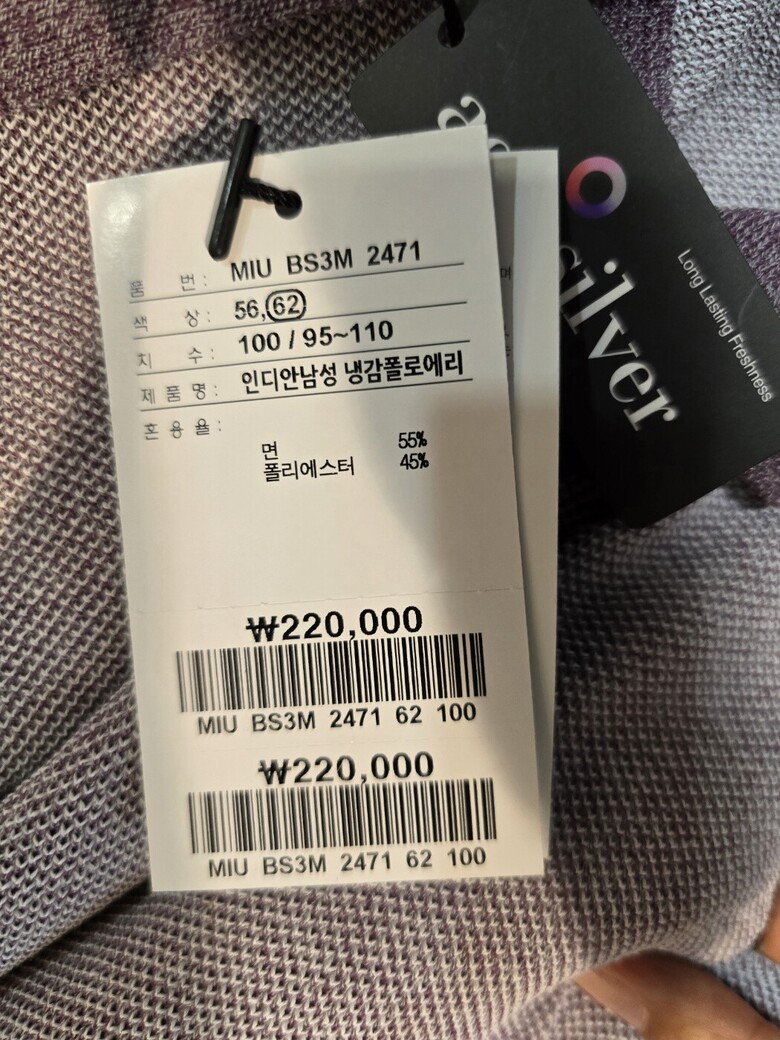 품 번 : MIU BS3M 2471
색 상 : 56,62
치 수 : 100 / 95~110
제 품 명 : 인디안남성 냉감폴로에리
혼 용 율 :
면 55%
폴리에스터 45%
₩220,000
MIU BS3M 2471 62 100
₩220,000
MIU BS3M 2471 62 100
silver
Long Lasting Freshness